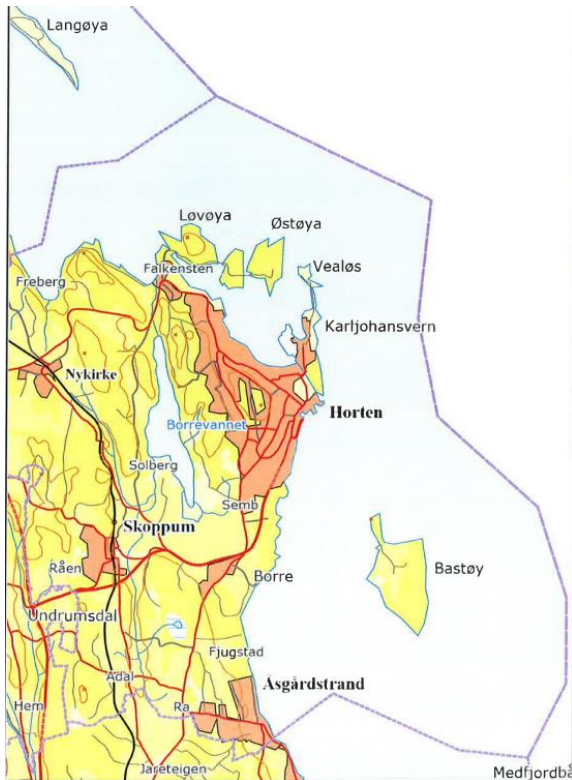 Langøya
Løvøya
Østøya
Falkensten
Vealøs
Freberg
Karljohansvern
Nykirke
Horten
Borrevannet
Solberg
Semb
Skoppum
Råen
Borre
Bastøy
Undrumsdal
Fjugstad
Adal
Åsgårdstrand
Hem
Ra
Jareteigen
Medfjordbå